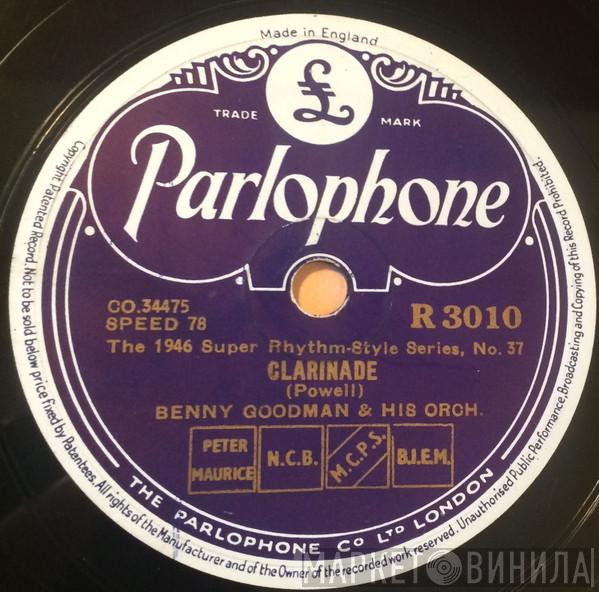 Made in England
£
TRADE MARK
Parlophone
CO.34475
SPEED 78
R 3010
The 1946 Super Rhythm-Style Series, No. 37
CLARINADE
(Powell)
BENNY GOODMAN & HIS ORCH.
PETER MAURICE
N.C.B.
M.C.P.S.
B.I.E.M.
THE PARLOPHONE CO LTD LONDON
Copyright Patented Record. Not to be sold below price fixed by Patentees. All rights of the Manufacturer and of the Owner of the recorded work reserved. Unauthorised Public Performance, Broadcasting and Copying of this Record Prohibited.
МАРКЕТ ВИНИЛА